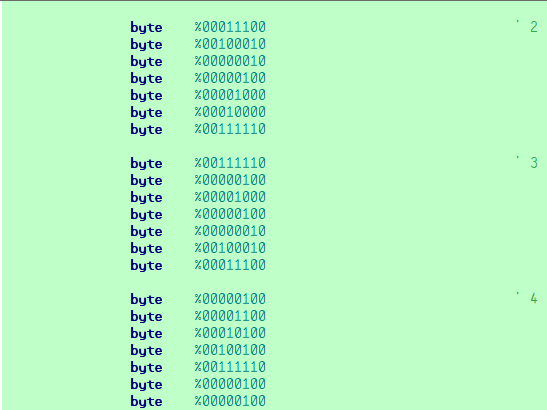 byte %00011100 ' 2
byte %00100010
byte %00000010
byte %00000100
byte %00001000
byte %00010000
byte %00111110
byte %00111110 ' 3
byte %00000100
byte %00001000
byte %00000100
byte %00000010
byte %00100010
byte %00011100
byte %00000100 ' 4
byte %00001100
byte %00010100
byte %00100100
byte %00111110
byte %00000100
byte %00000100